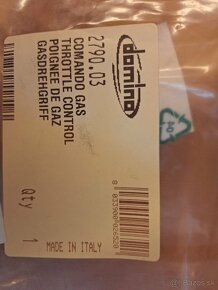 domino
2790.03
COMANDO GAS
THROTTLE CONTROL
POIGNEE DE GAZ
GASDREHGRIFF
Qty 1
MADE IN ITALY